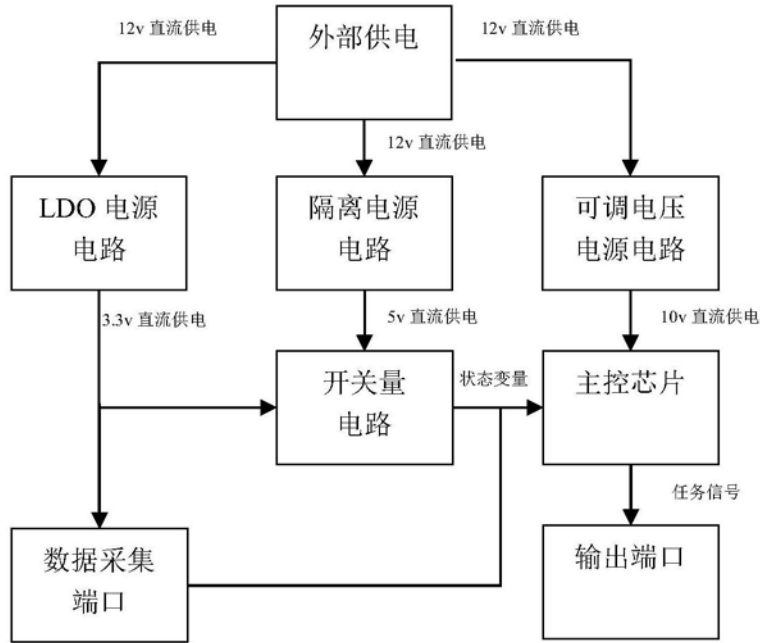 12v 直流供电
外部供电
12v 直流供电
12v 直流供电
LDO 电源
电路
隔离电源
电路
可调电压
电源电路
3.3v 直流供电
5v 直流供电
10v 直流供电
开关量
电路
状态变量
主控芯片
任务信号
数据采集
端口
输出端口